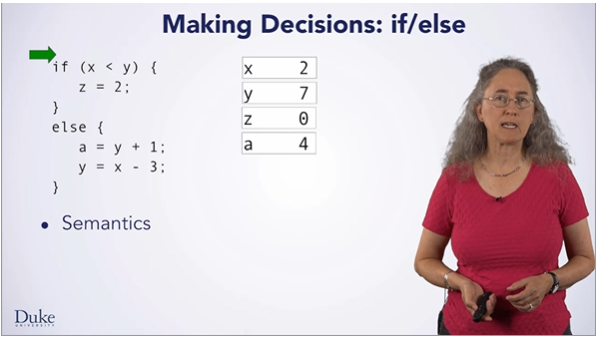 Making Decisions: if/else
if (x < y) {
z = 2;
}
else {
a = y + 1;
y = x - 3;
}
x 2
y 7
z 0
a 4
• Semantics
Duke
UNIVERSITY